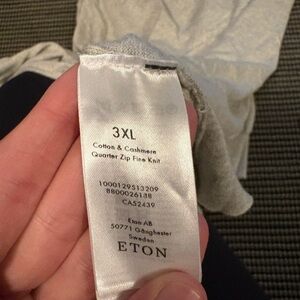 3XL
Cotton & Cashmere
Quarter Zip Fine Knit
1000129513209
8800026138
CA52439
Eton AB
50771 Gånghester
Sweden
ETON